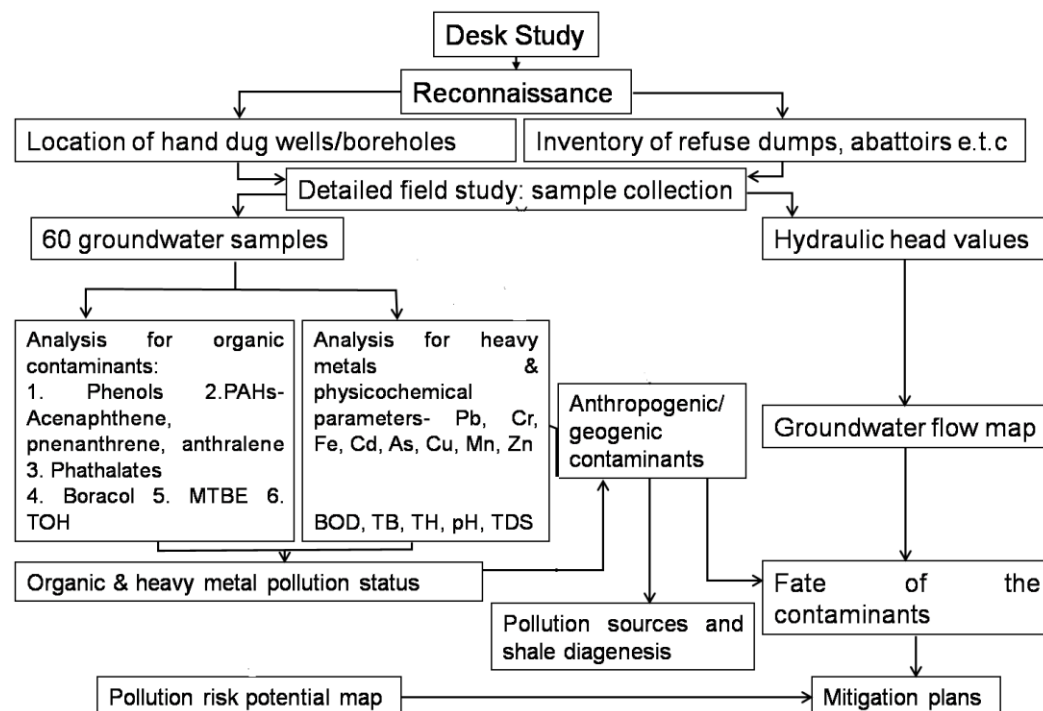 Desk Study
Reconnaissance
Location of hand dug wells/boreholes
Inventory of refuse dumps, abattoirs e.t.c
Detailed field study: sample collection
60 groundwater samples
Hydraulic head values
Analysis for organic
contaminants:
1. Phenols 2.PAHs-
Acenaphthene,
pnenanthrene, anthralene
3. Phathalates
4. Boracol 5. MTBE 6.
TOH
Analysis for heavy
metals &
physicochemical
parameters- Pb, Cr,
Fe, Cd, As, Cu, Mn, Zn
BOD, TB, TH, pH, TDS
Anthropogenic/
geogenic
contaminants
Groundwater flow map
Organic & heavy metal pollution status
Fate of the
contaminants
Pollution sources and
shale diagenesis
Pollution risk potential map
Mitigation plans